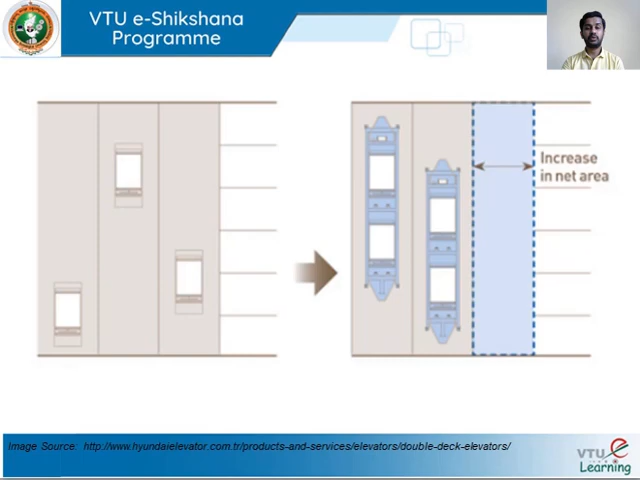 VTU e-Shikshana
Programme
Increase
in net area
Image Source: http://www.hyundaielevator.com.tr/products-and-services/elevators/double-deck-elevators/
VTU e
Learning